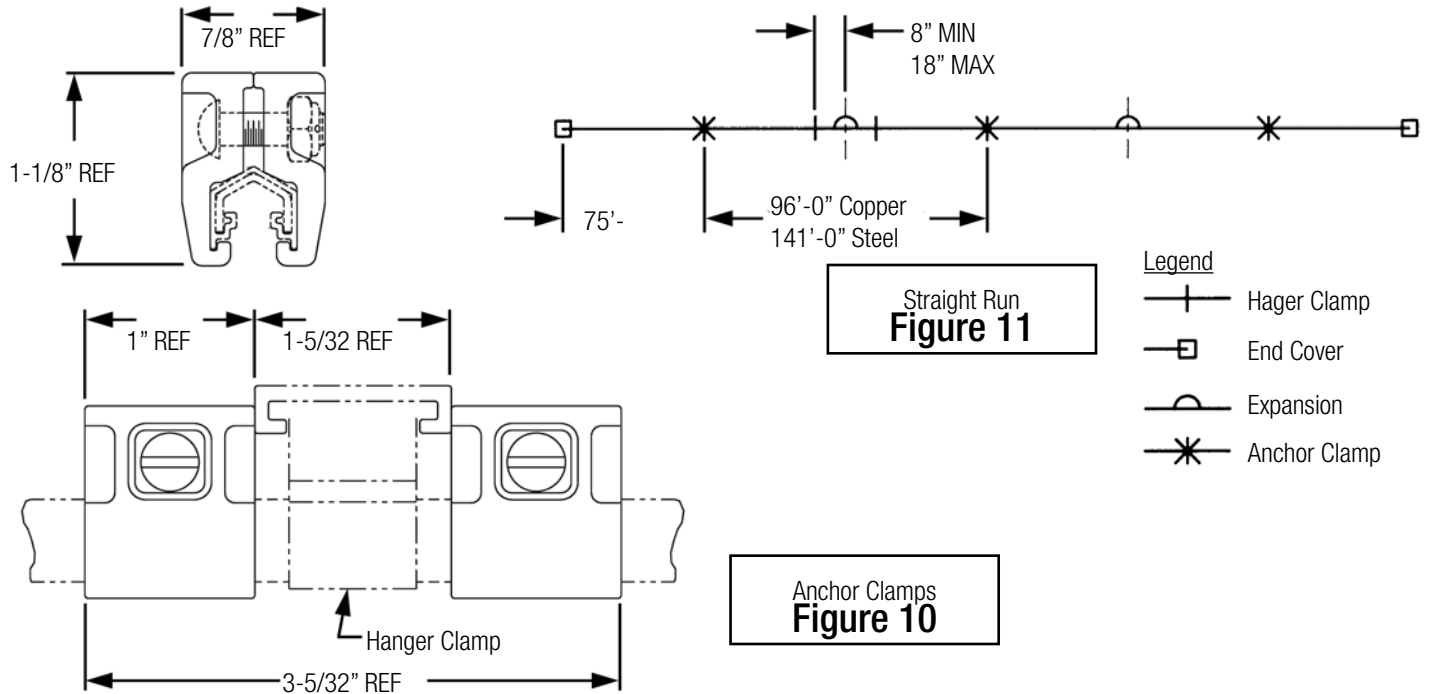 7/8” REF
1-1/8” REF
8” MIN
18” MAX
75’-
96’-0” Copper
141’-0” Steel
Straight Run
Figure 11
Legend
Hager Clamp
End Cover
Expansion
Anchor Clamp
1” REF
1-5/32 REF
Hanger Clamp
3-5/32” REF
Anchor Clamps
Figure 10